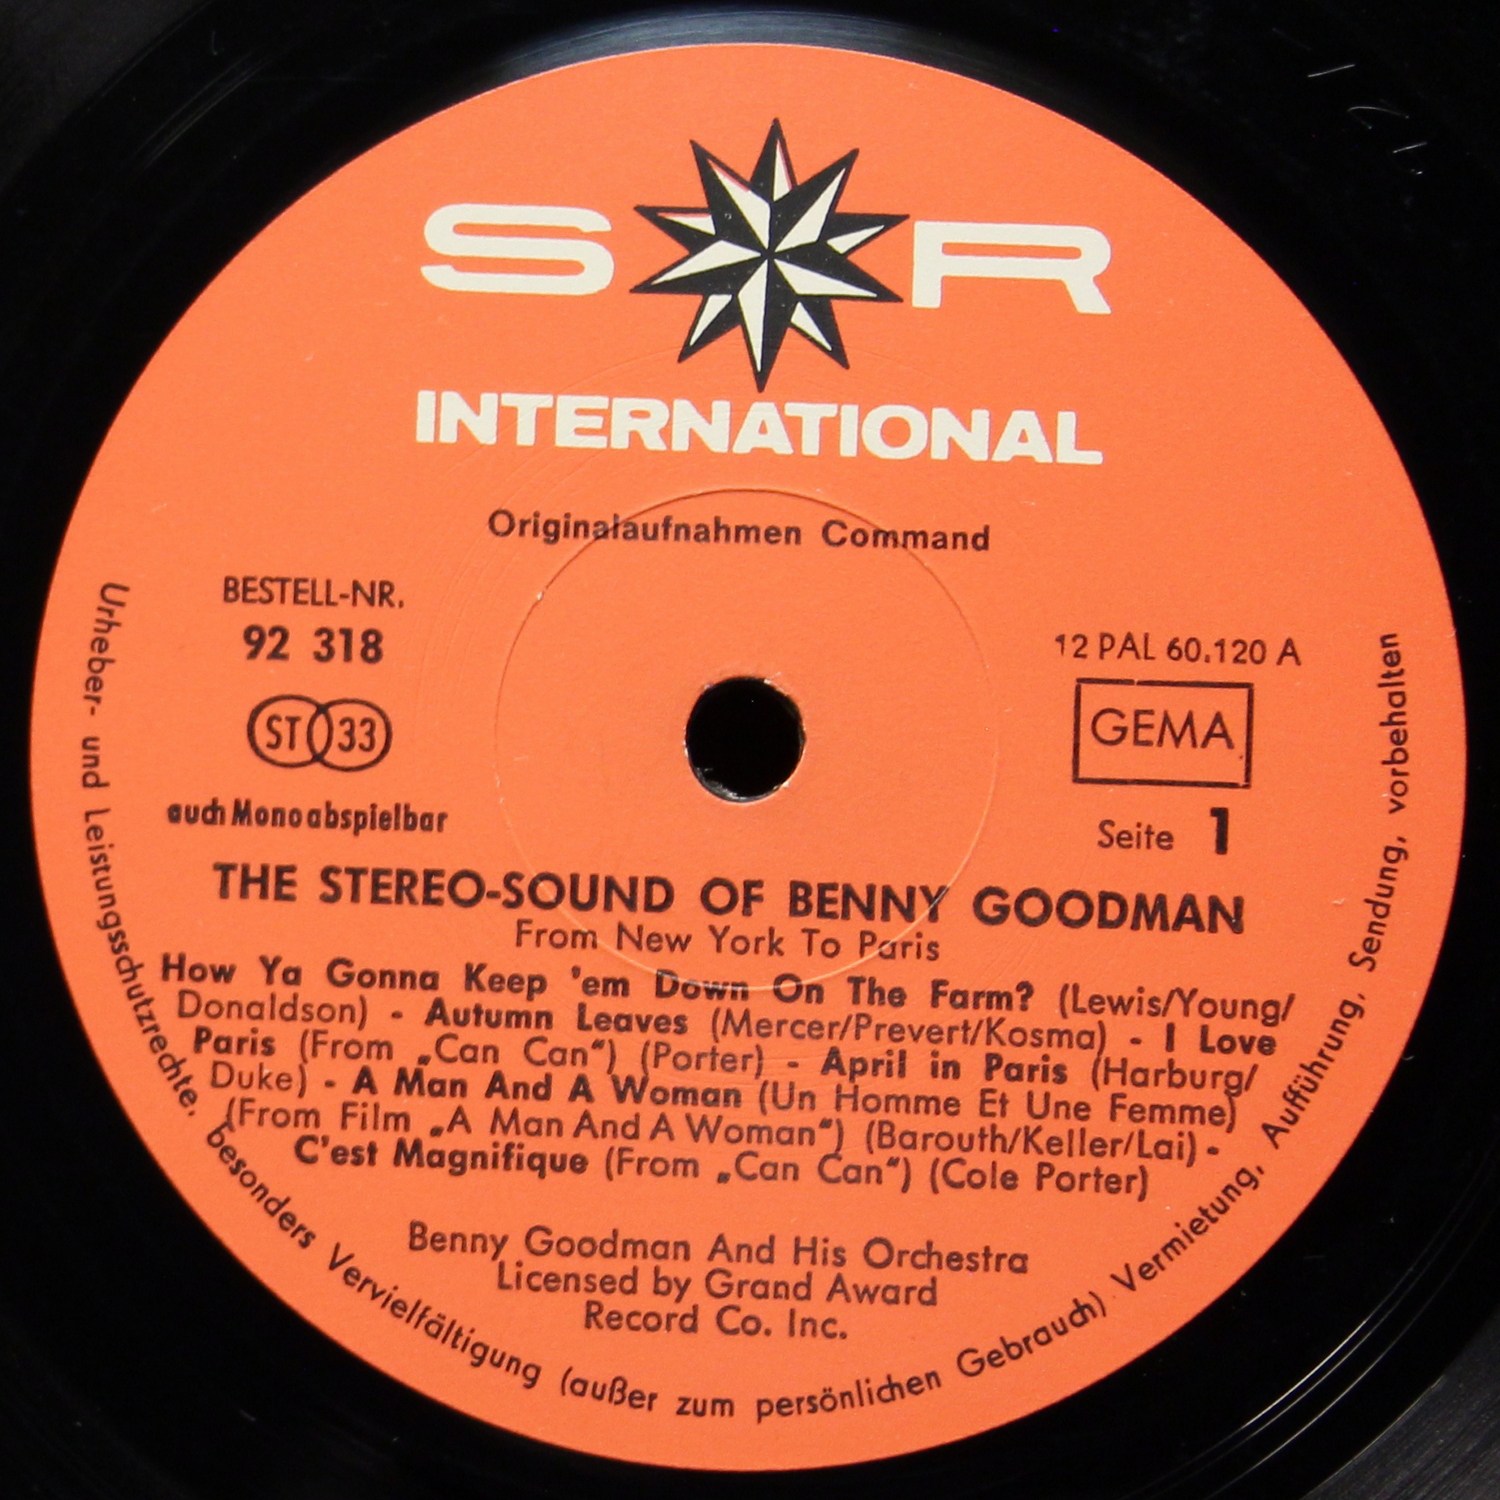 S R
INTERNATIONAL
Originalaufnahmen Command
BESTELL-NR.
92 318
ST 33
auch Mono abspielbar
12 PAL 60.120 A
GEMA
Seite 1
THE STEREO-SOUND OF BENNY GOODMAN
From New York To Paris
How Ya Gonna Keep 'em Down On The Farm? (Lewis/Young/
Donaldson) - Autumn Leaves (Mercer/Prevert/Kosma) - I Love
Paris (From „Can Can“) (Porter) - April in Paris (Harburg/
Duke) - A Man And A Woman (Un Homme Et Une Femme)
(From Film „A Man And A Woman“) (Barouth/Keller/Lai) -
C'est Magnifique (From „Can Can“) (Cole Porter)
Benny Goodman And His Orchestra
Licensed by Grand Award
Record Co. Inc.
Urheber- und Leistungsschutzrechte, besonders Vervielfältigung (außer zum persönlichen Gebrauch) Vermietung, Aufführung, Sendung, vorbehalten